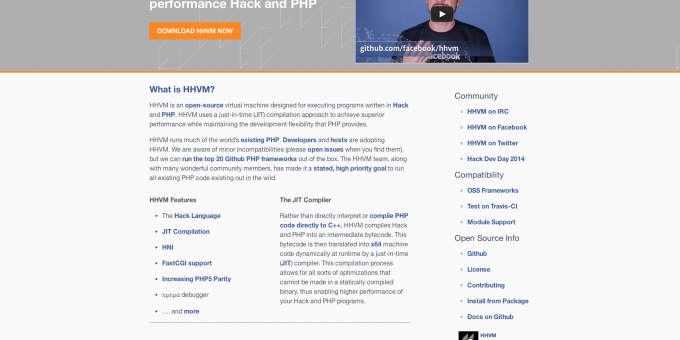 performance Hack and PHP
DOWNLOAD HHVM NOW
github.com/facebook/hhvm
facebook
What is HHVM?
HHVM is an open-source virtual machine designed for executing programs written in Hack
and PHP. HHVM uses a just-in-time (JIT) compilation approach to achieve superior
performance while maintaining the development flexibility that PHP provides.
HHVM runs much of the world's existing PHP. Developers and hosts are adopting
HHVM. We are aware of minor incompatibilities (please open issues when you find them),
but we can run the top 20 Github PHP frameworks out of the box. The HHVM team, along
with many wonderful community members, has made it a stated, high priority goal to run
all existing PHP code existing out in the wild.
HHVM Features
The Hack Language
JIT Compilation
HNI
FastCGI support
Increasing PHP5 Parity
hphpd debugger
.... and more
The JIT Compiler
Rather than directly interpret or compile PHP
code directly to C++, HHVM compiles Hack
and PHP into an intermediate bytecode. This
bytecode is then translated into x64 machine
code dynamically at runtime by a just-in-time
(JIT) compiler. This compilation process
allows for all sorts of optimizations that
cannot be made in a statically compiled
binary, thus enabling higher performance of
your Hack and PHP programs.
Community
HHVM on IRC
HHVM on Facebook
HHVM on Twitter
Hack Dev Day 2014
Compatibility
OSS Frameworks
Test on Travis-CI
Module Support
Open Source Info
Github
License
Contributing
Install from Package
Docs on Github
HHVM